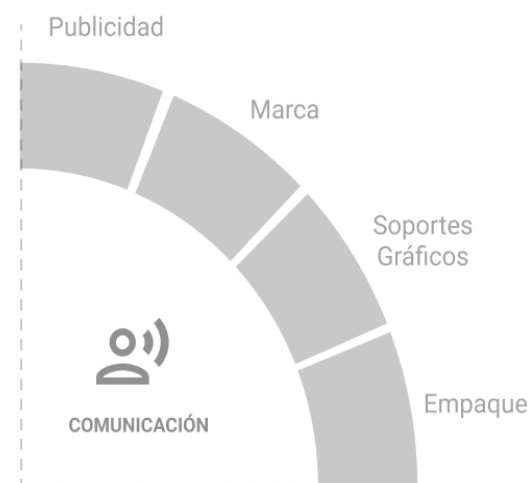 Publicidad
Marca
Soportes
Gráficos
Empaque
COMUNICACIÓN